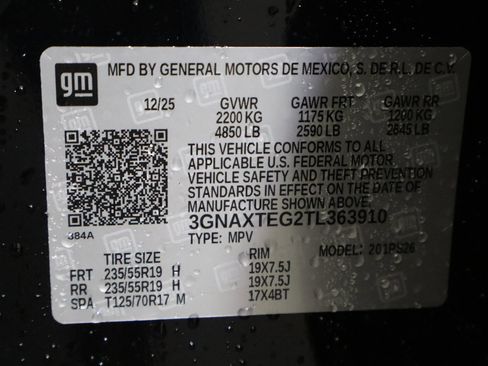 gm
MFD BY GENERAL MOTORS DE MEXICO, S. DE R.L. DE C.V.
12/25 GVWR GAWR FRT GAWR RR
2200 KG 1175 KG 1200 KG
4850 LB 2590 LB 2645 LB
THIS VEHICLE CONFORMS TO ALL
APPLICABLE U.S. FEDERAL MOTOR
VEHICLE SAFETY AND THEFT PREVENTION
STANDARDS IN EFFECT ON THE DATE OF
MANUFACTURE SHOWN ABOVE.
3GNAXTEG2TL363910
884A TYPE: MPV MODEL: 201PS26
TIRE SIZE RIM
FRT 235/55R19 H 19X7.5J
RR 235/55R19 H 19X7.5J
SPA T125/70R17 M 17X4BT